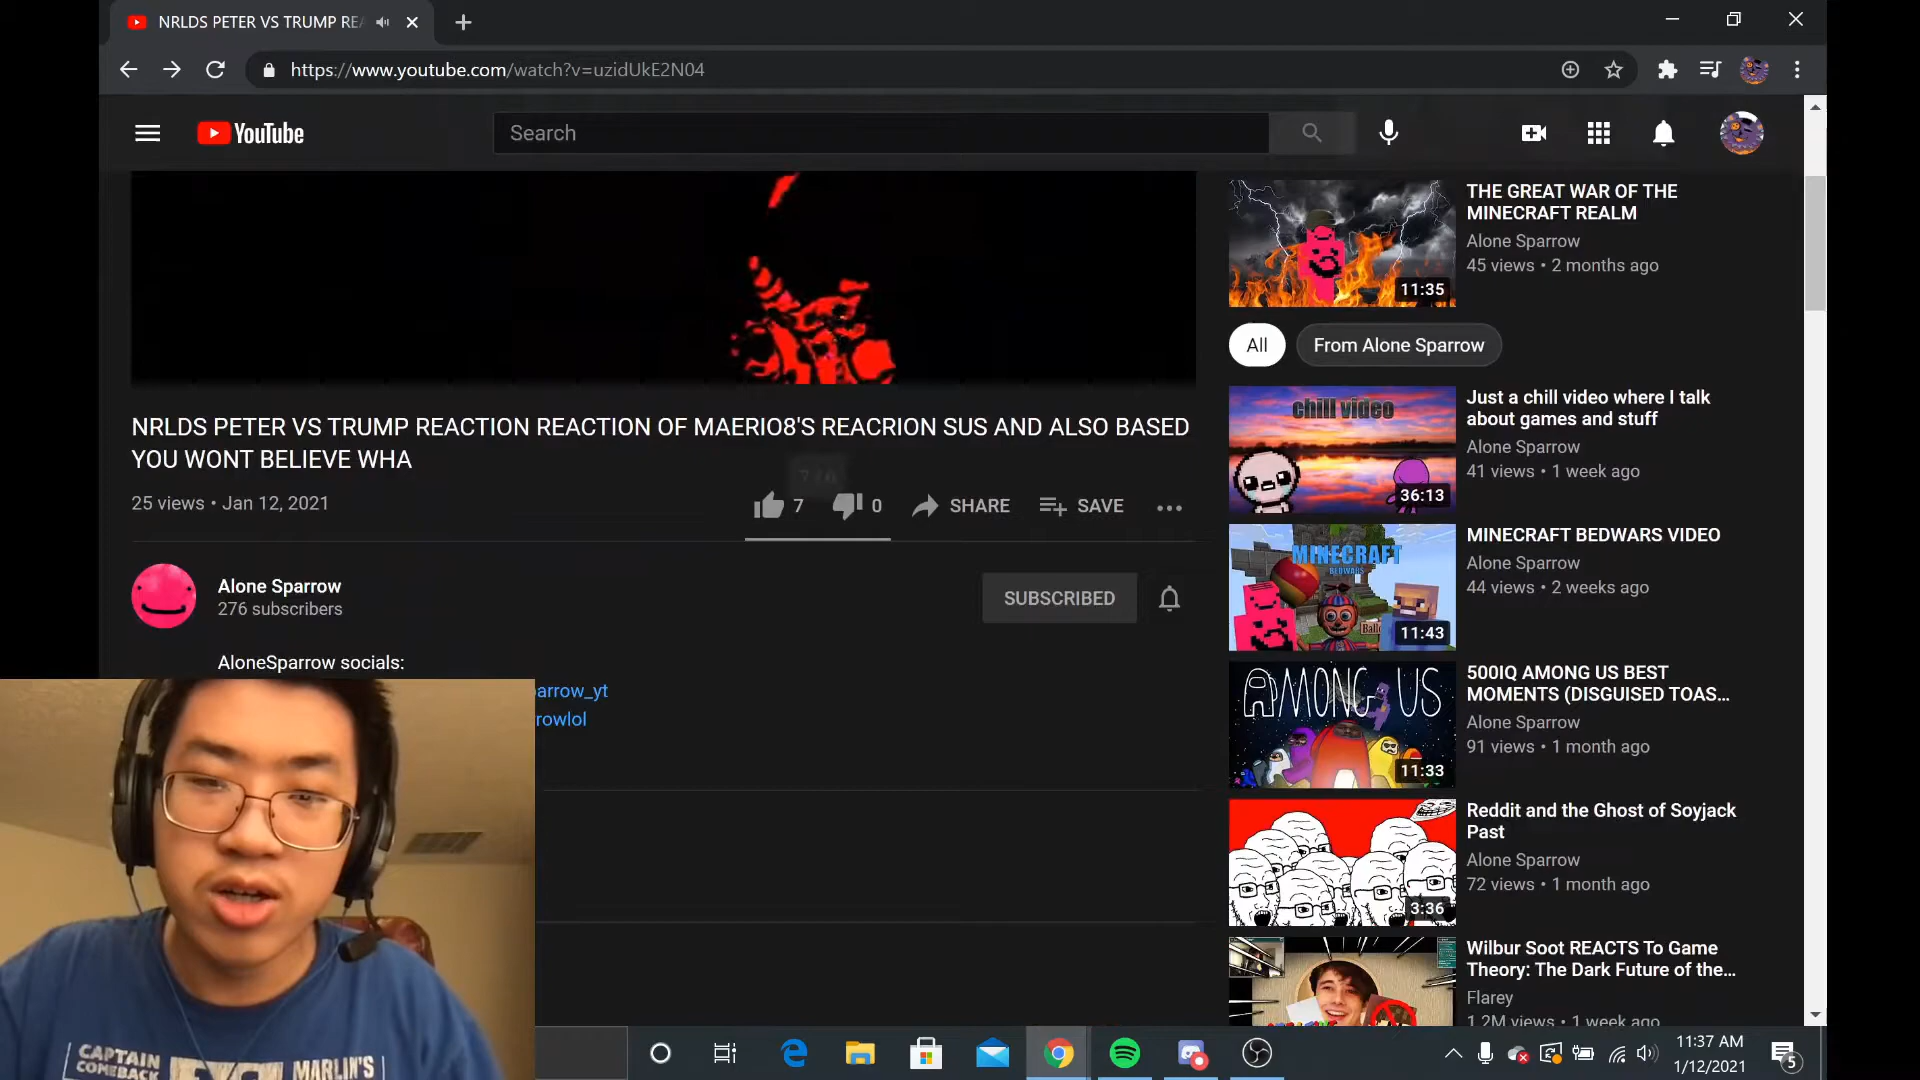 NRLDS PETER VS TRUMP REA
https://www.youtube.com/watch?v=uzidUkE2N04
YouTube
Search
NRLDS PETER VS TRUMP REACTION REACTION OF MAERIO8'S REACRION SUS AND ALSO BASED
YOU WONT BELIEVE WHA
25 views • Jan 12, 2021
7 / 0
7
0
SHARE
SAVE
Alone Sparrow
276 subscribers
SUBSCRIBED
AloneSparrow socials:
arrow_yt
rowlol
CAPTAIN
COMEBACK
MARLIN'S
THE GREAT WAR OF THE
MINECRAFT REALM
Alone Sparrow
45 views • 2 months ago
11:35
All
From Alone Sparrow
chill video
36:13
Just a chill video where I talk
about games and stuff
Alone Sparrow
41 views • 1 week ago
MINECRAFT
BEDWARS
Ball
11:43
MINECRAFT BEDWARS VIDEO
Alone Sparrow
44 views • 2 weeks ago
AMONG US
11:33
500IQ AMONG US BEST
MOMENTS (DISGUISED TOAS...
Alone Sparrow
91 views • 1 month ago
3:36
Reddit and the Ghost of Soyjack
Past
Alone Sparrow
72 views • 1 month ago
Wilbur Soot REACTS To Game
Theory: The Dark Future of the...
Flarey
1.2M views • 1 week ago
11:37 AM
1/12/2021
5